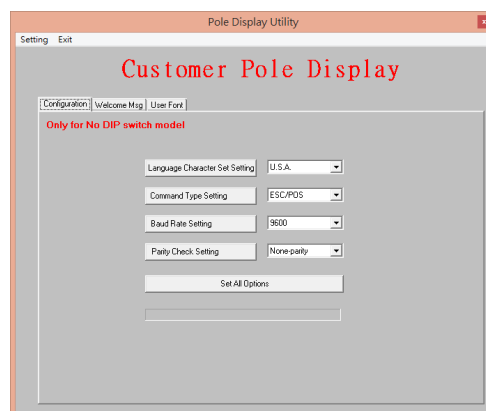 Pole Display Utility
x
Setting Exit
Customer Pole Display
Configuration Welcome Msg User Font
Only for No DIP switch model
Language Character Set Setting U.S.A.
Command Type Setting ESC/POS
Baud Rate Setting 9600
Parity Check Setting None-parity
Set All Options